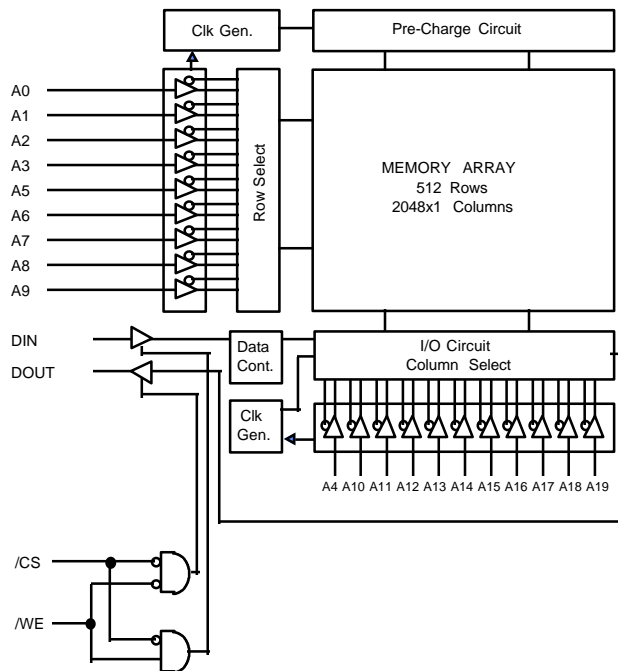 Clk Gen.
Pre-Charge Circuit
A0
A1
A2
A3
A5
A6
A7
A8
A9
Row Select
MEMORY ARRAY
512 Rows
2048x1 Columns
DIN
DOUT
Data
Cont.
I/O Circuit
Column Select
Clk
Gen.
A4 A10 A11 A12 A13 A14 A15 A16 A17 A18 A19
/CS
/WE